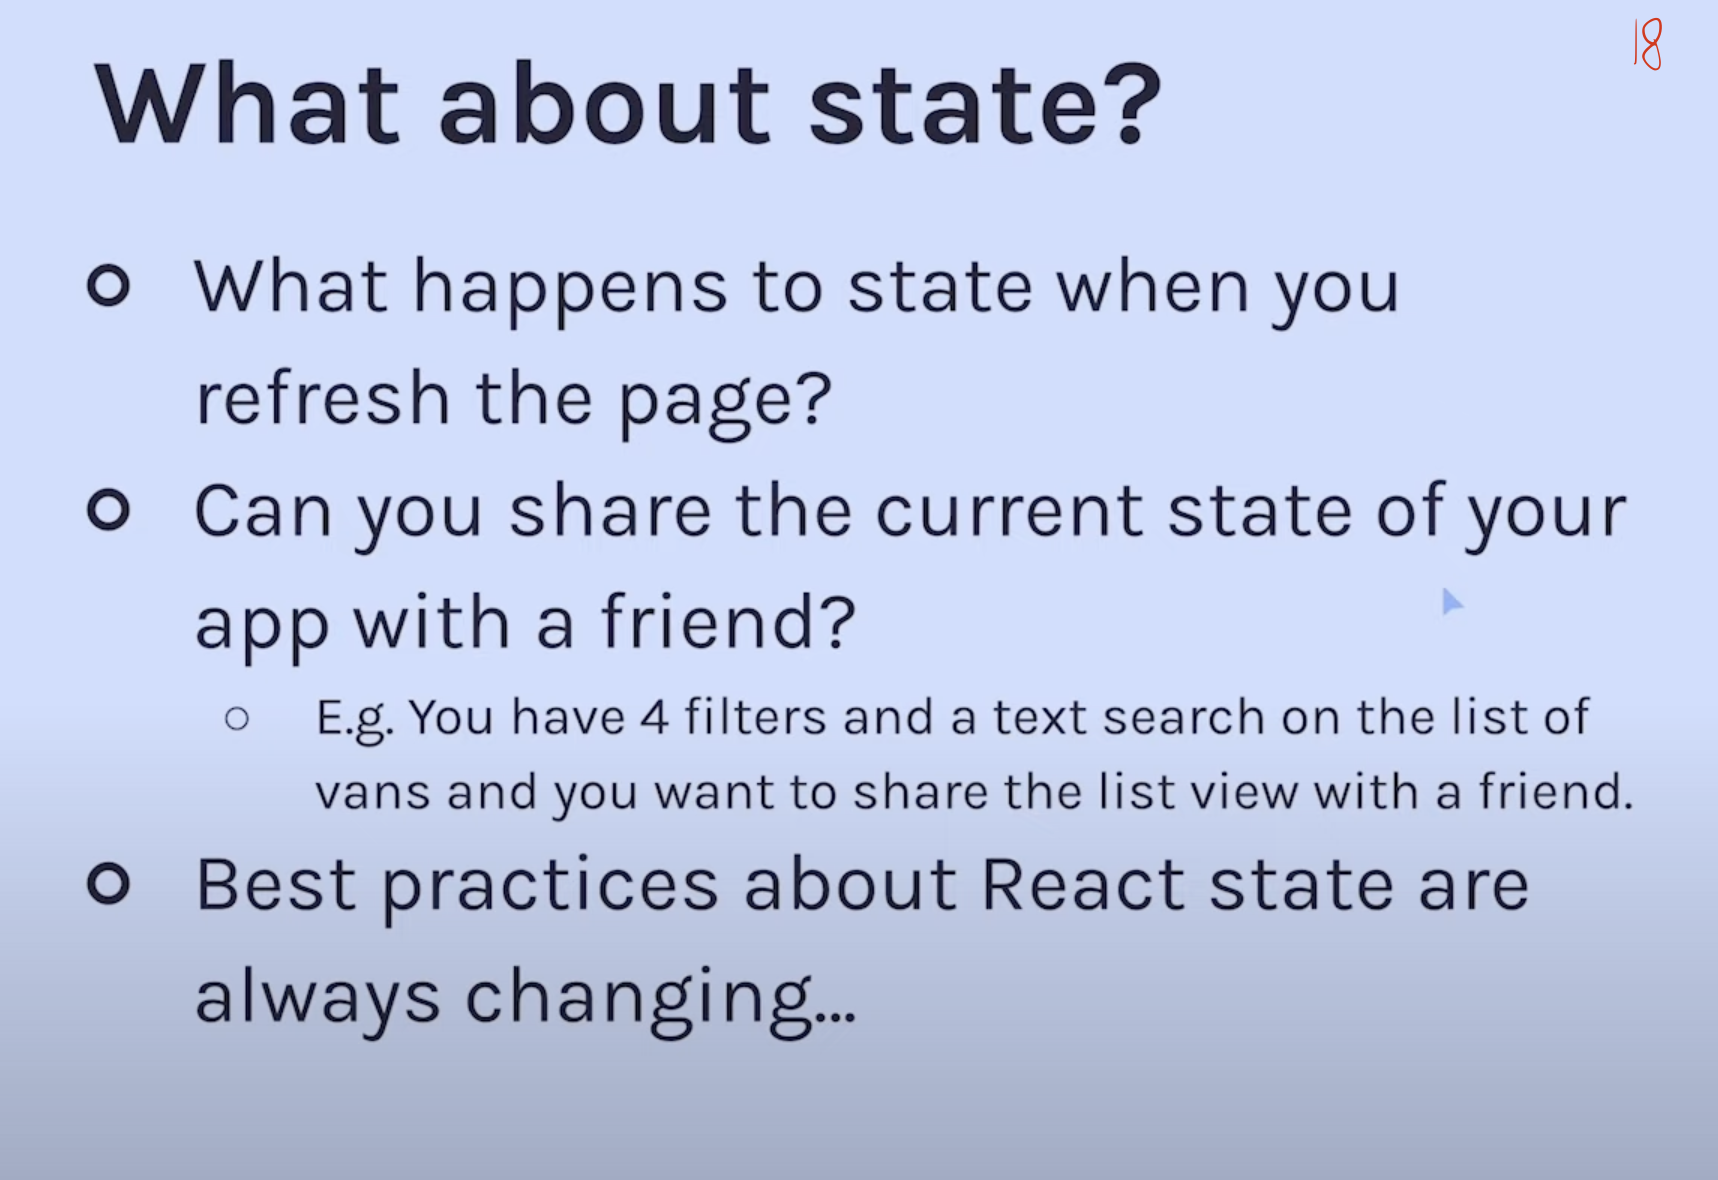 18
What about state?
What happens to state when you
refresh the page?
Can you share the current state of your
app with a friend?
E.g. You have 4 filters and a text search on the list of
vans and you want to share the list view with a friend.
Best practices about React state are
always changing...